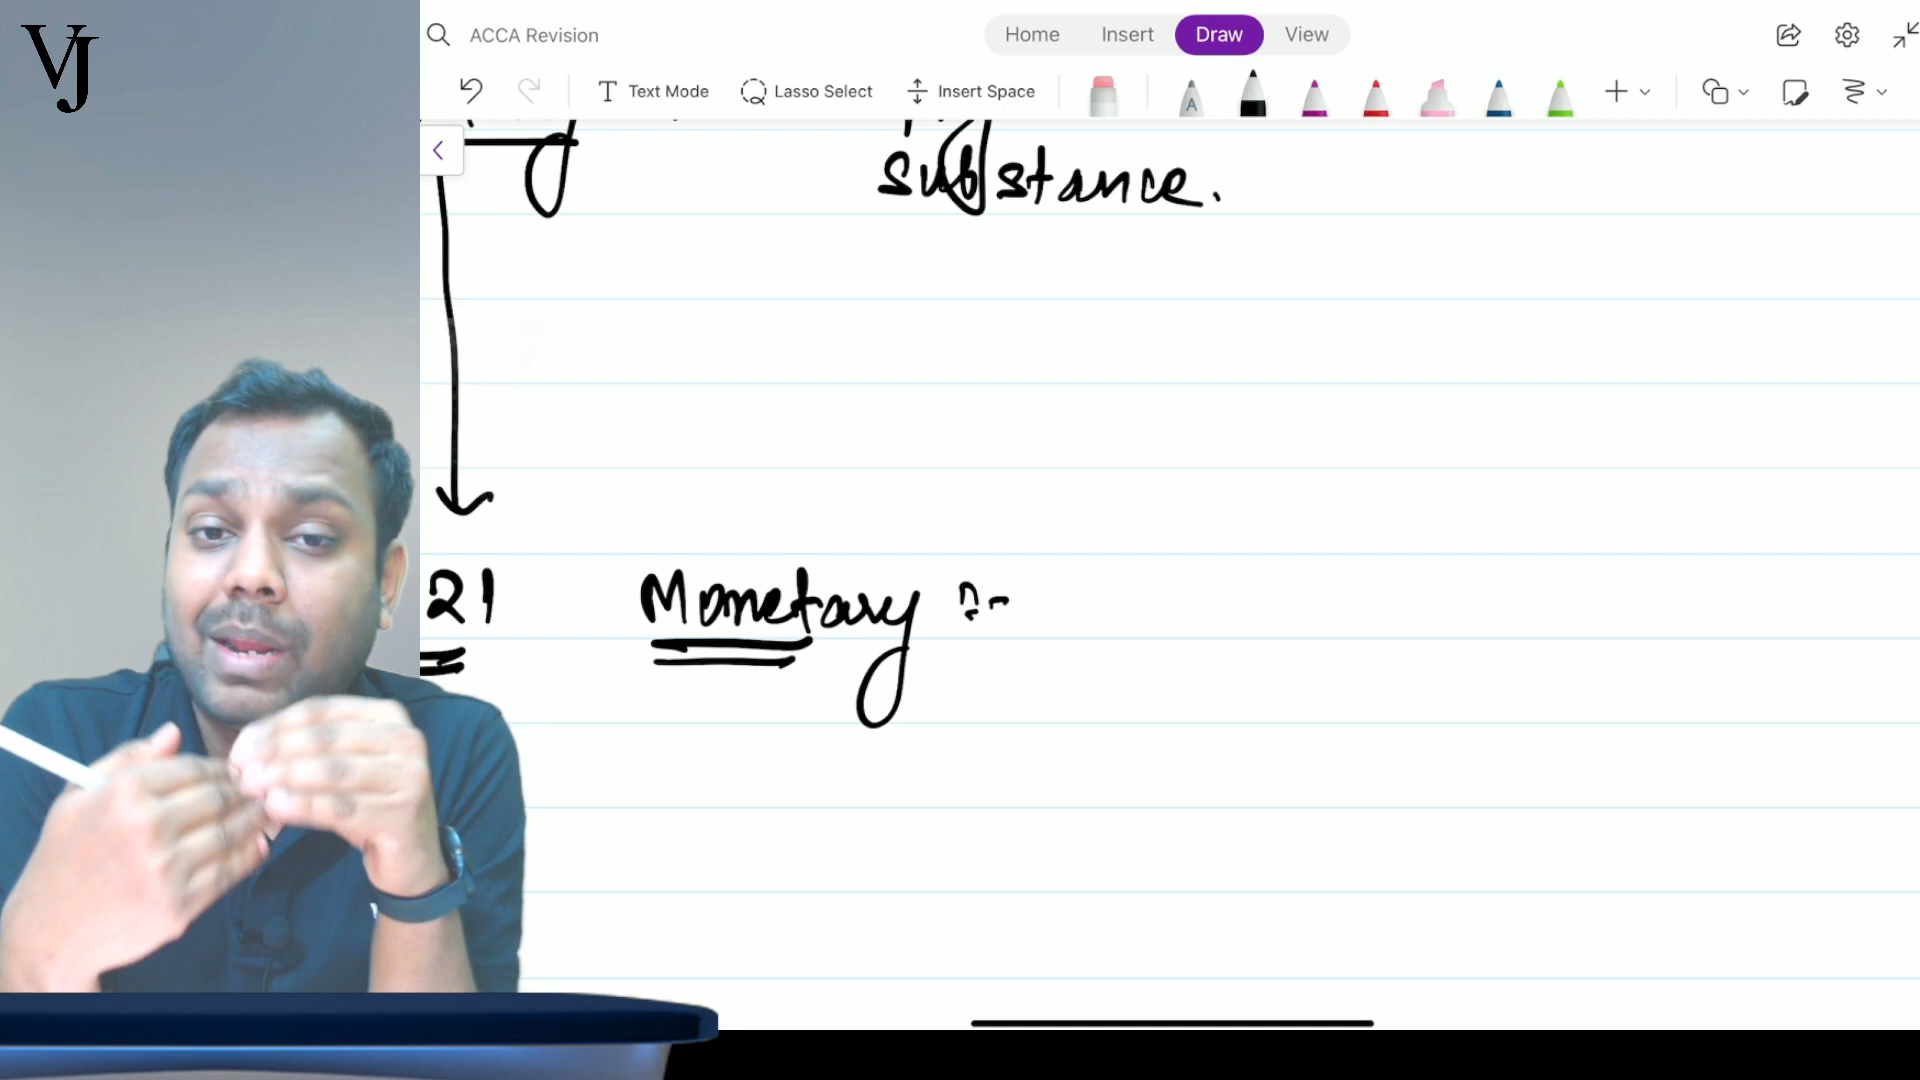 VJ
ACCA Revision
Home Insert Draw View
Text Mode Lasso Select Insert Space
A
substance.
21 Monetary :-